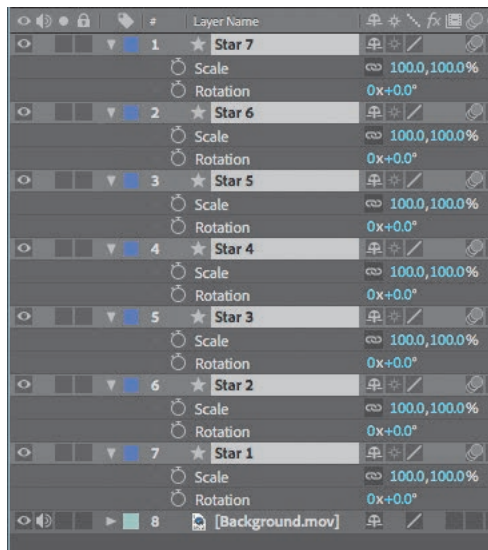 # Layer Name fx
1 Star 7
Scale 100.0,100.0%
Rotation 0x+0.0°
2 Star 6
Scale 100.0,100.0%
Rotation 0x+0.0°
3 Star 5
Scale 100.0,100.0%
Rotation 0x+0.0°
4 Star 4
Scale 100.0,100.0%
Rotation 0x+0.0°
5 Star 3
Scale 100.0,100.0%
Rotation 0x+0.0°
6 Star 2
Scale 100.0,100.0%
Rotation 0x+0.0°
7 Star 1
Scale 100.0,100.0%
Rotation 0x+0.0°
8 [Background.mov]